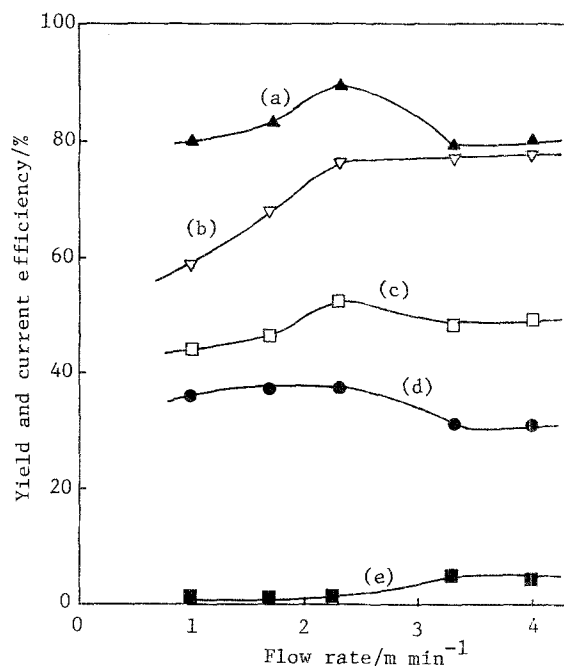 100
80
60
40
20
0
Yield and current efficiency/%
(a)
(b)
(c)
(d)
(e)
0 1 2 3 4
Flow rate/m min⁻¹